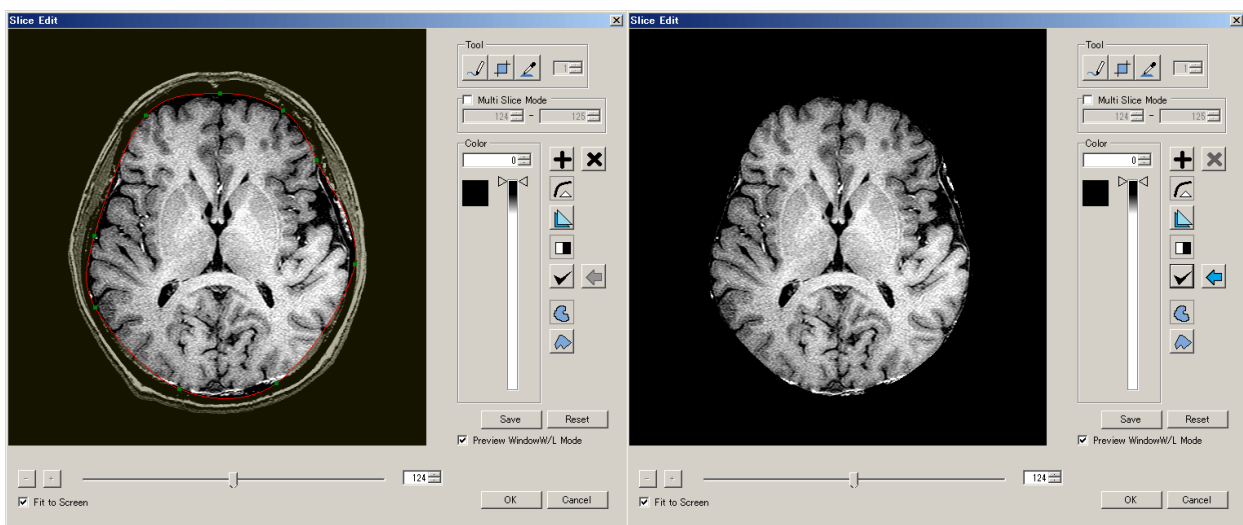 Slice Edit
Tool
1
Multi Slice Mode
124 - 125
Color
0
Save Reset
Preview WindowW/L Mode
- +
124
Fit to Screen
OK Cancel
Slice Edit
Tool
1
Multi Slice Mode
124 - 125
Color
0
Save Reset
Preview WindowW/L Mode
- +
124
Fit to Screen
OK Cancel